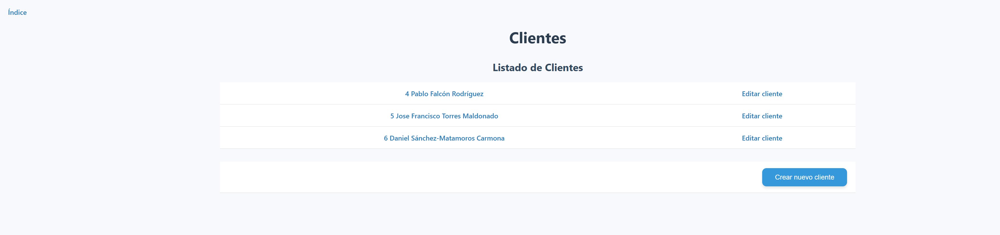 Índice
Clientes
Listado de Clientes
4 Pablo Falcón Rodríguez Editar cliente
5 Jose Francisco Torres Maldonado Editar cliente
6 Daniel Sánchez-Matamoros Carmona Editar cliente
Crear nuevo cliente